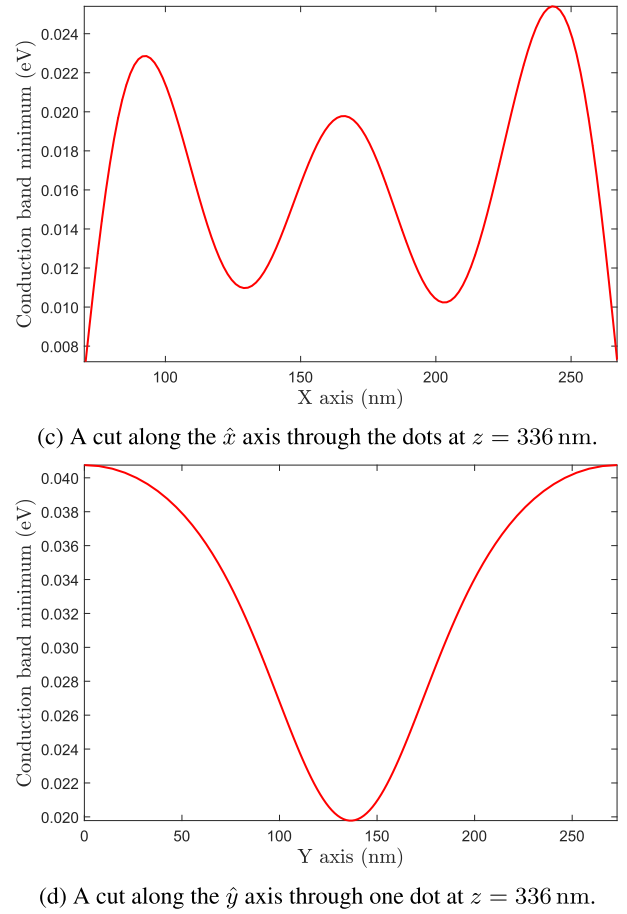 0.024
0.022
0.020
0.018
0.016
0.014
0.012
0.010
0.008
Conduction band minimum (eV)
100 150 200 250
X axis (nm)
(c) A cut along the x̂ axis through the dots at z = 336 nm.
0.040
0.038
0.036
0.034
0.032
0.030
0.028
0.026
0.024
0.022
0.020
Conduction band minimum (eV)
0 50 100 150 200 250
Y axis (nm)
(d) A cut along the ŷ axis through one dot at z = 336 nm.